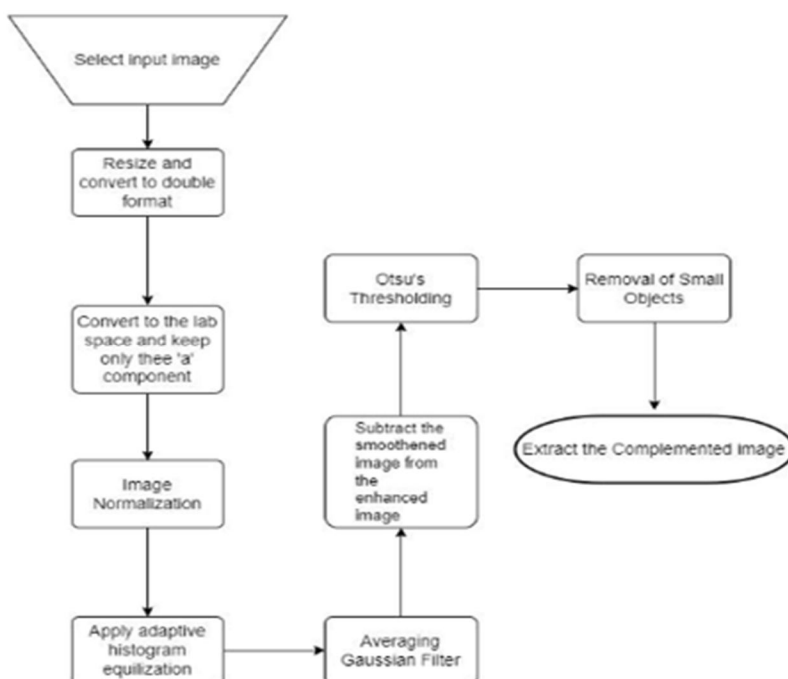 Select input image
Resize and
convert to double
format
Convert to the lab
space and keep
only thee 'a'
component
Image
Normalization
Apply adaptive
histogram
equilization
Averaging
Gaussian Filter
Subtract the
smoothened
image from
the
enhanced
image
Otsu's
Thresholding
Removal of Small
Objects
Extract the Complemented image